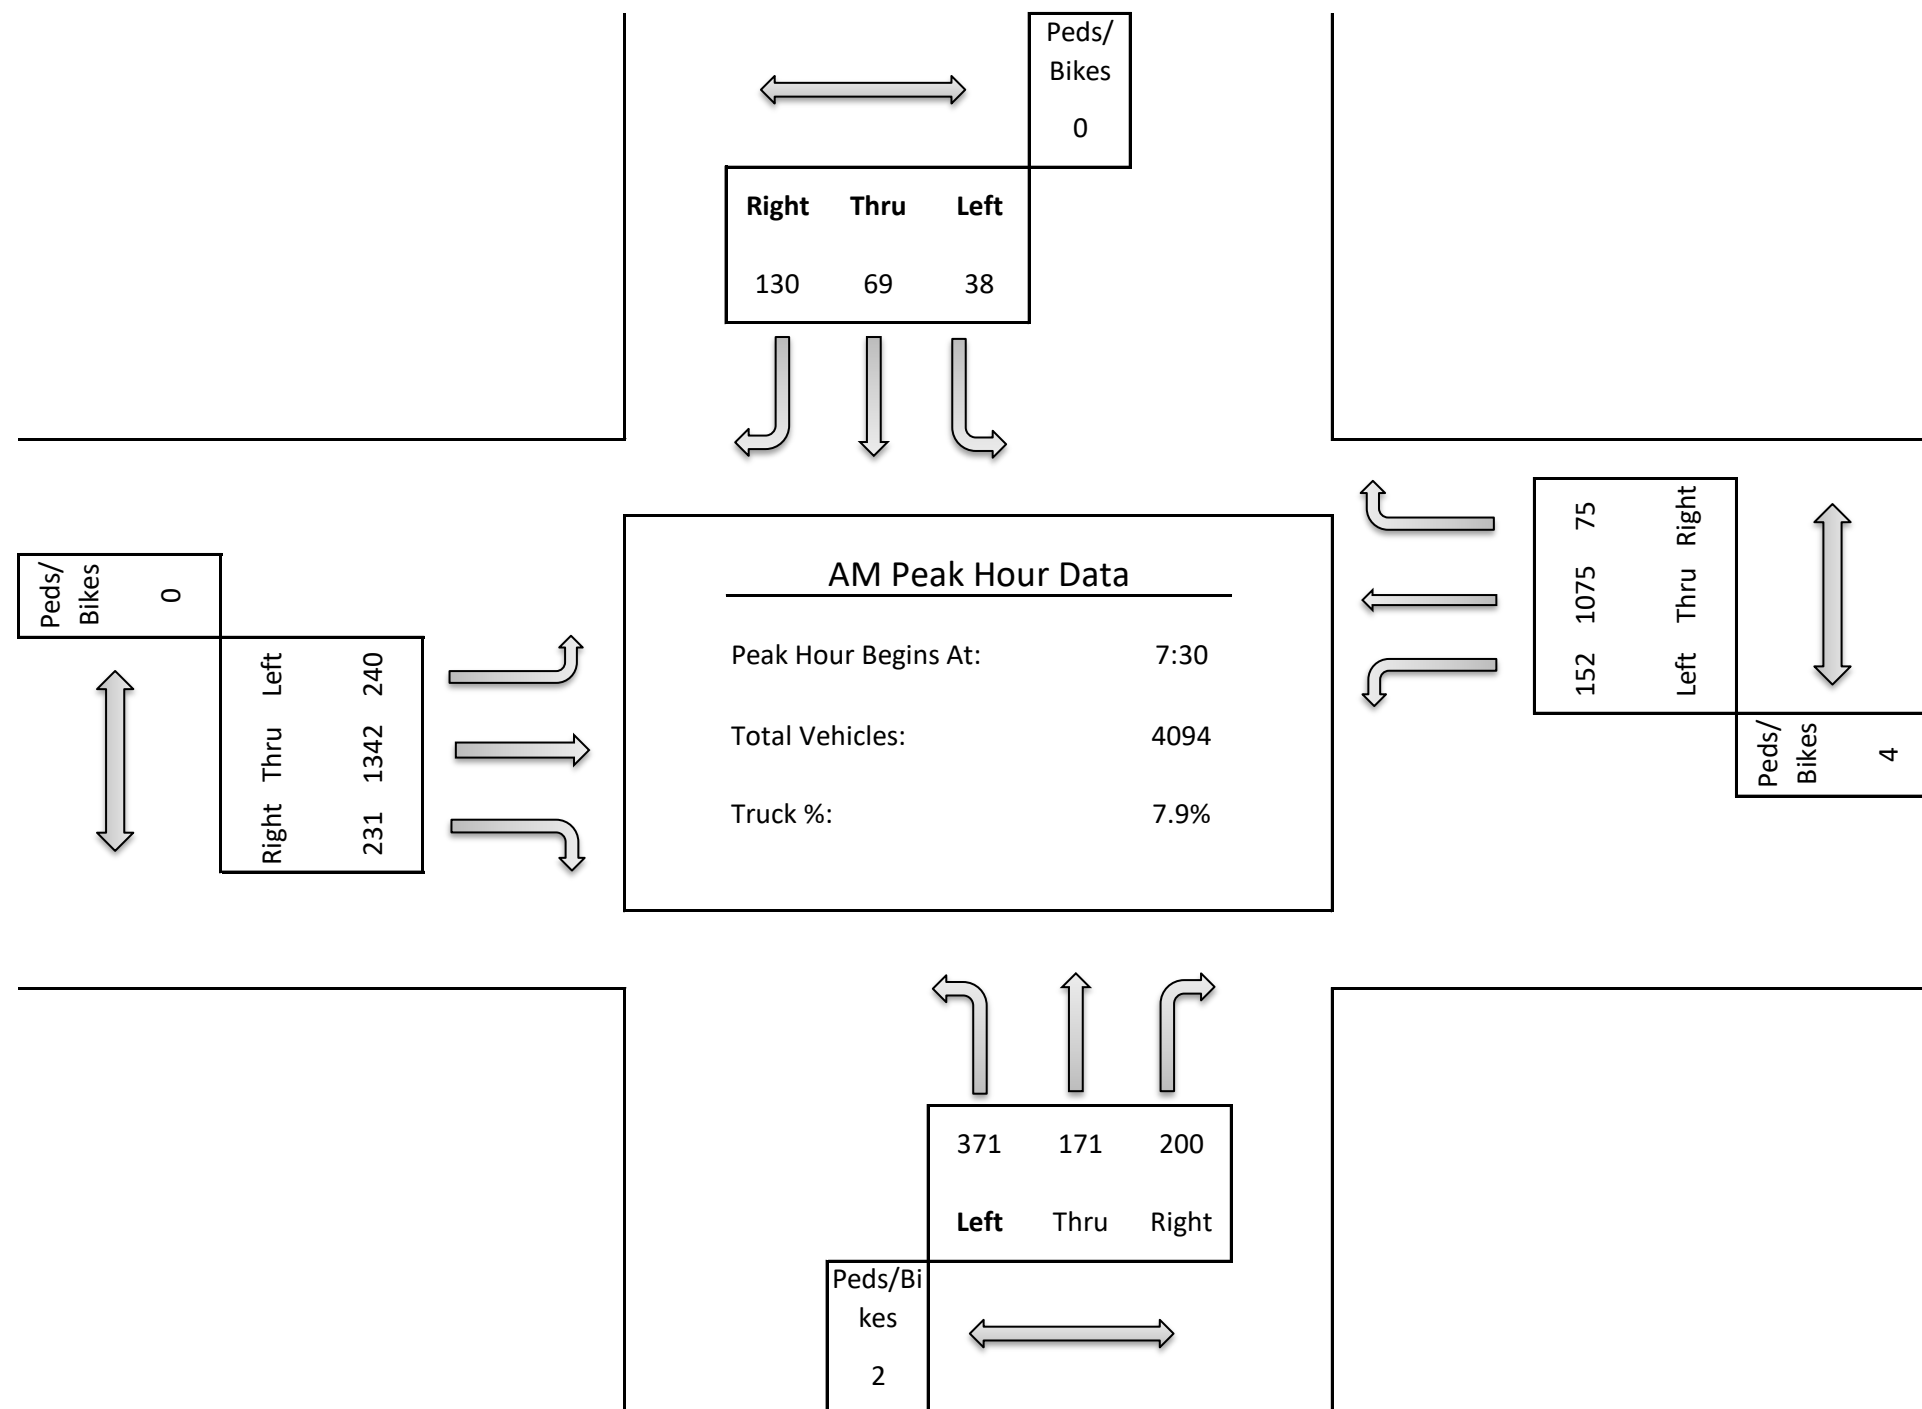 Peds/
Bikes
0
Right Thru Left
130 69 38
Peds/
Bikes
0
Left 240
Thru 1342
Right 231
AM Peak Hour Data
Peak Hour Begins At: 7:30
Total Vehicles: 4094
Truck %: 7.9%
75 Right
1075 Thru
152 Left
Peds/
Bikes
4
371 171 200
Left Thru Right
Peds/Bi
kes
2